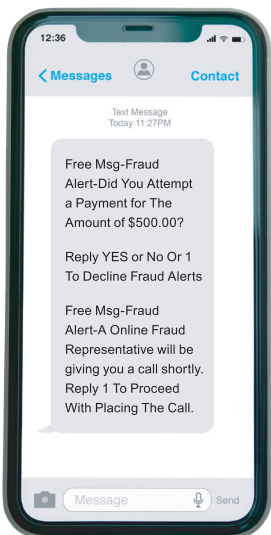 12:36
Messages
Contact
Text Message
Today 11:27PM
Free Msg-Fraud
Alert-Did You Attempt
a Payment for The
Amount of $500.00?
Reply YES or No Or 1
To Decline Fraud Alerts
Free Msg-Fraud
Alert-A Online Fraud
Representative will be
giving you a call shortly.
Reply 1 To Proceed
With Placing The Call.
Message
Send